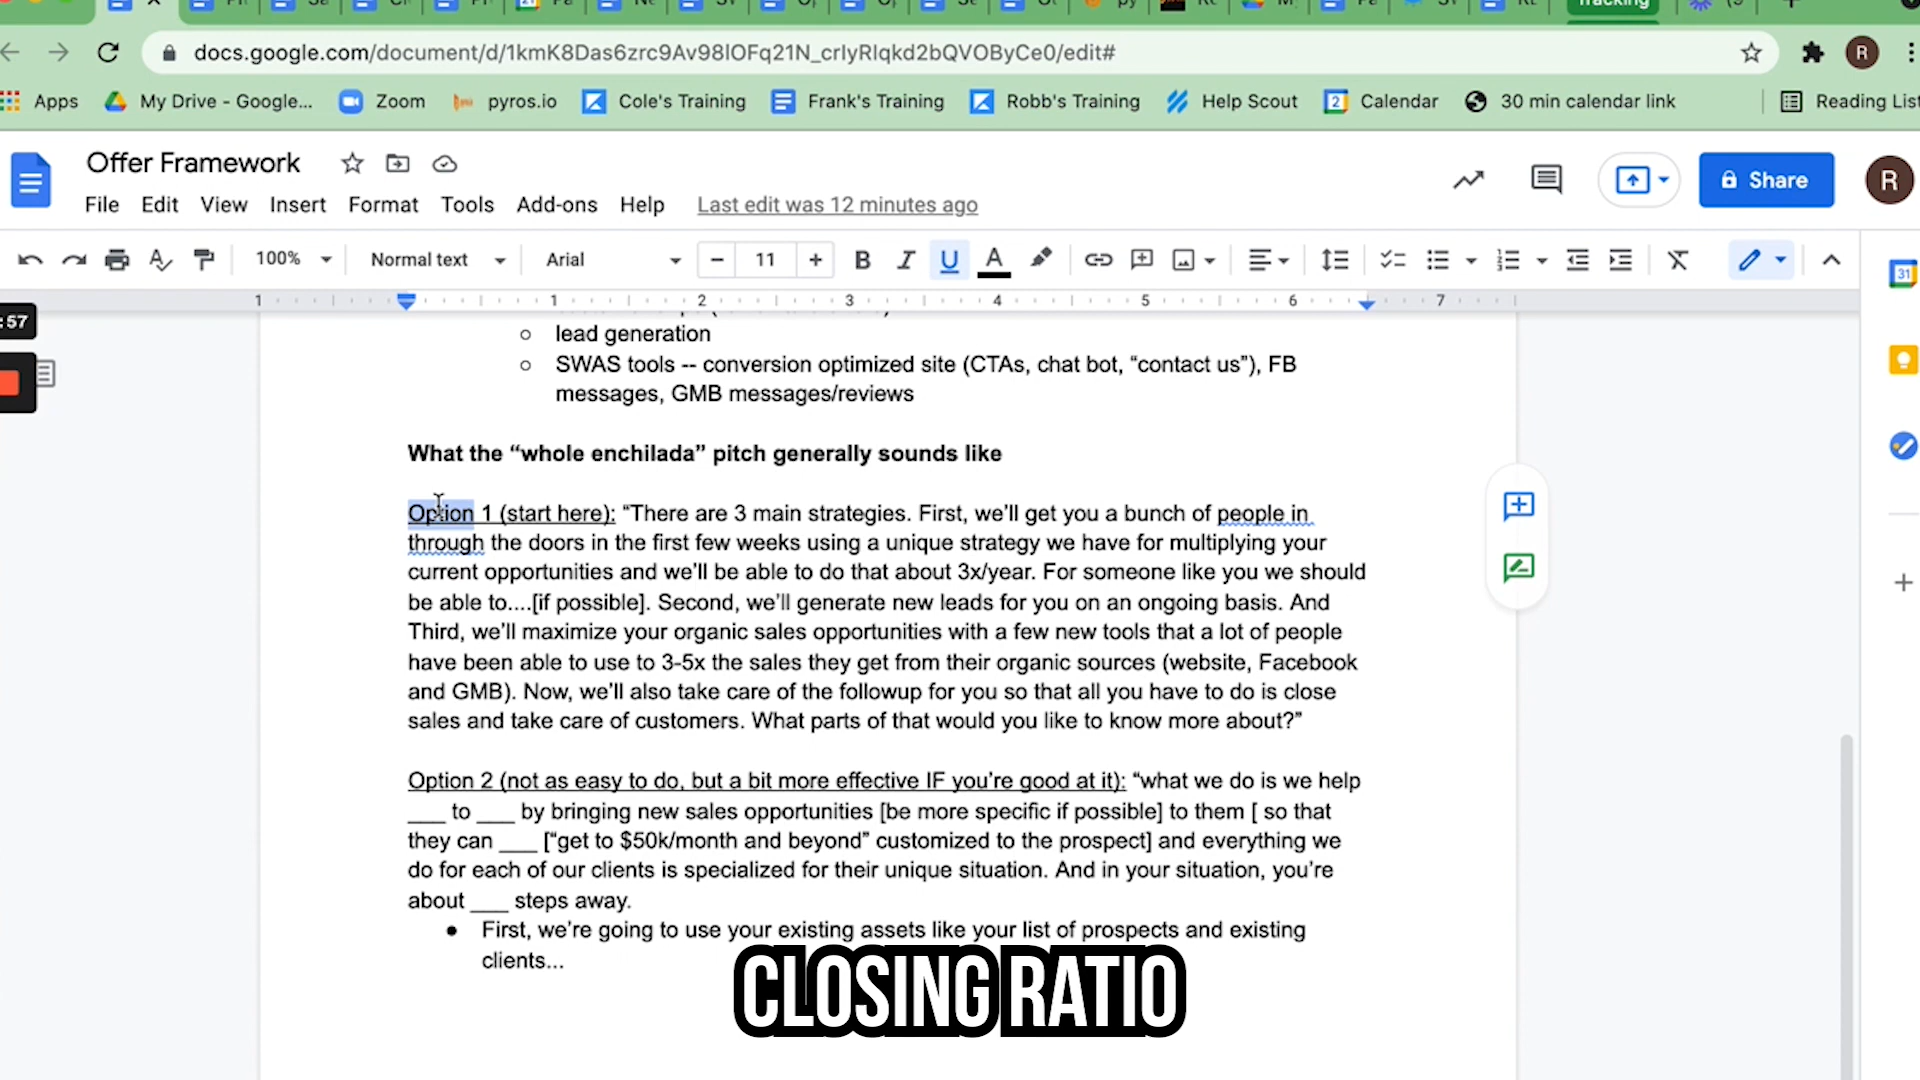 Tracking
docs.google.com/document/d/1kmK8Das6zrc9Av98lOFq21N_crIyRlqkd2bQVOByCe0/edit#
R
Apps
My Drive - Google...
Zoom
pyros.io
Cole's Training
Frank's Training
Robb's Training
Help Scout
2 Calendar
30 min calendar link
Reading List
Offer Framework
Share
R
File Edit View Insert Format Tools Add-ons Help Last edit was 12 minutes ago
100% Normal text Arial 11 B I U A
31
1 1 2 3 4 5 6 7
:57
○ lead generation
○ SWAS tools -- conversion optimized site (CTAs, chat bot, “contact us”), FB
messages, GMB messages/reviews
What the “whole enchilada” pitch generally sounds like
Option 1 (start here): “There are 3 main strategies. First, we’ll get you a bunch of people in
through the doors in the first few weeks using a unique strategy we have for multiplying your
current opportunities and we’ll be able to do that about 3x/year. For someone like you we should
be able to....[if possible]. Second, we’ll generate new leads for you on an ongoing basis. And
Third, we’ll maximize your organic sales opportunities with a few new tools that a lot of people
have been able to use to 3-5x the sales they get from their organic sources (website, Facebook
and GMB). Now, we’ll also take care of the followup for you so that all you have to do is close
sales and take care of customers. What parts of that would you like to know more about?”
Option 2 (not as easy to do, but a bit more effective IF you’re good at it): “what we do is we help
___ to ___ by bringing new sales opportunities [be more specific if possible] to them [ so that
they can ___ [“get to $50k/month and beyond” customized to the prospect] and everything we
do for each of our clients is specialized for their unique situation. And in your situation, you’re
about ___ steps away.
● First, we’re going to use your existing assets like your list of prospects and existing
clients...
CLOSING RATIO